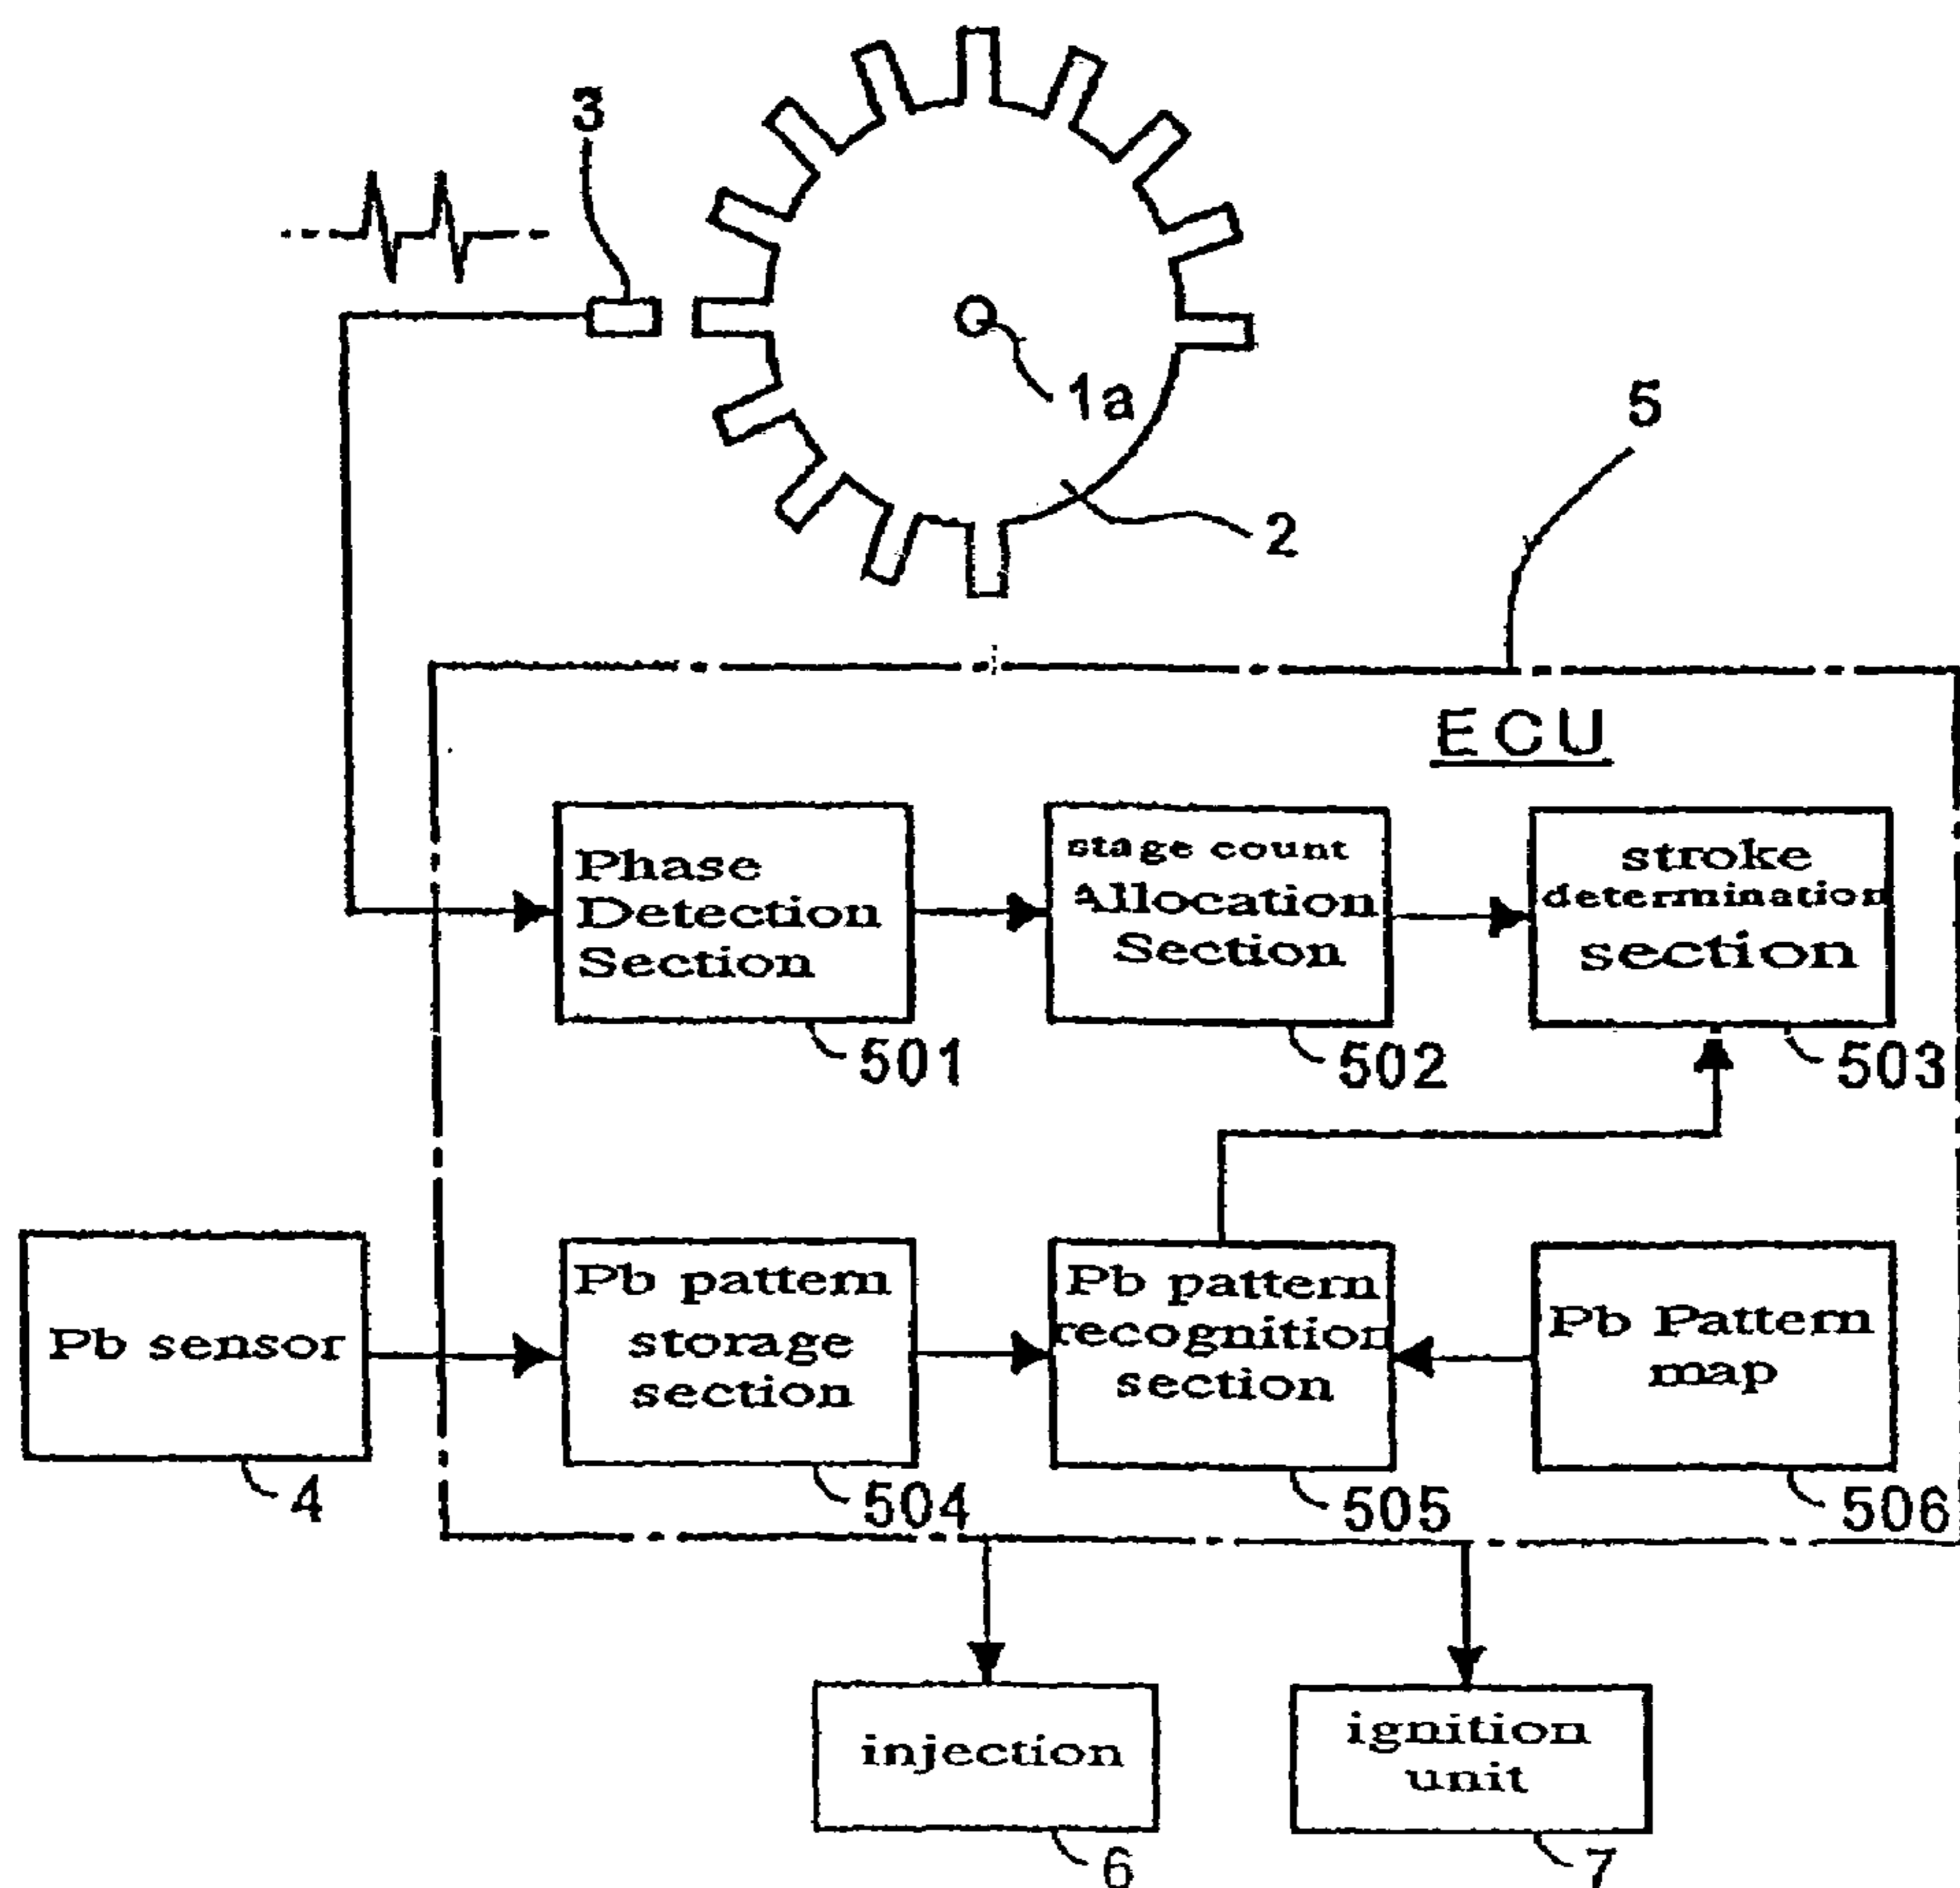 3
1a
5
2
ECU
Phase
Detection
Section
stage count
Allocation
Section
stroke
determination
section
501
502
503
Pb sensor
Pb pattern
storage
section
Pb pattern
recognition
section
Pb Pattern
map
4
504
505
506
injection
ignition
unit
6
7